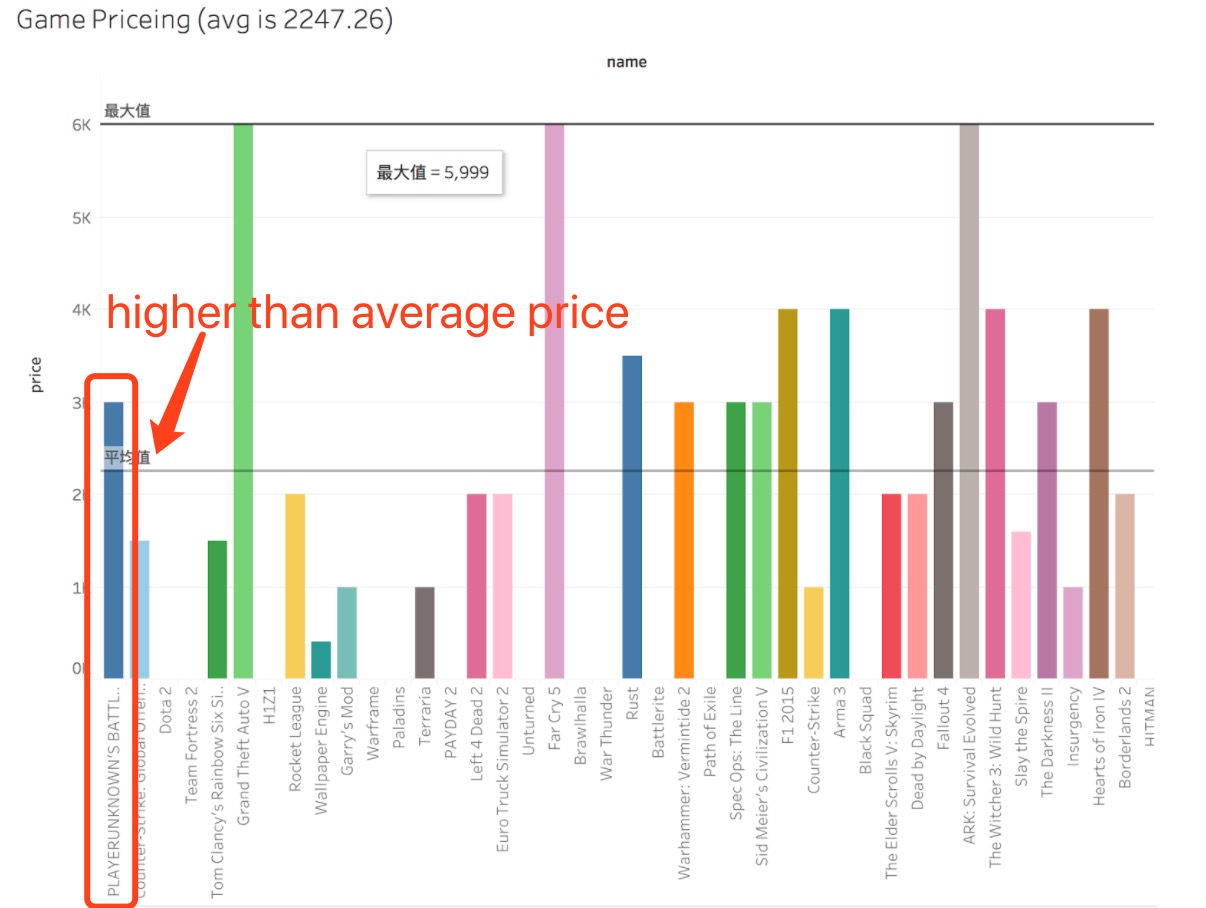 Game Priceing (avg is 2247.26)
name
最大值
6K
最大值 = 5,999
5K
4K
higher than average price
price
3K
平均值
2K
1K
0K
PLAYERUNKNOWN'S BATTL..
Counter-Strike: Global Offen..
Dota 2
Team Fortress 2
Tom Clancy's Rainbow Six Si..
Grand Theft Auto V
H1Z1
Rocket League
Wallpaper Engine
Garry's Mod
Warframe
Paladins
Terraria
PAYDAY 2
Left 4 Dead 2
Euro Truck Simulator 2
Unturned
Far Cry 5
Brawlhalla
War Thunder
Rust
Battlerite
Warhammer: Vermintide 2
Path of Exile
Spec Ops: The Line
Sid Meier's Civilization V
F1 2015
Counter-Strike
Arma 3
Black Squad
The Elder Scrolls V: Skyrim
Dead by Daylight
Fallout 4
ARK: Survival Evolved
The Witcher 3: Wild Hunt
Slay the Spire
The Darkness II
Insurgency
Hearts of Iron IV
Borderlands 2
HITMAN